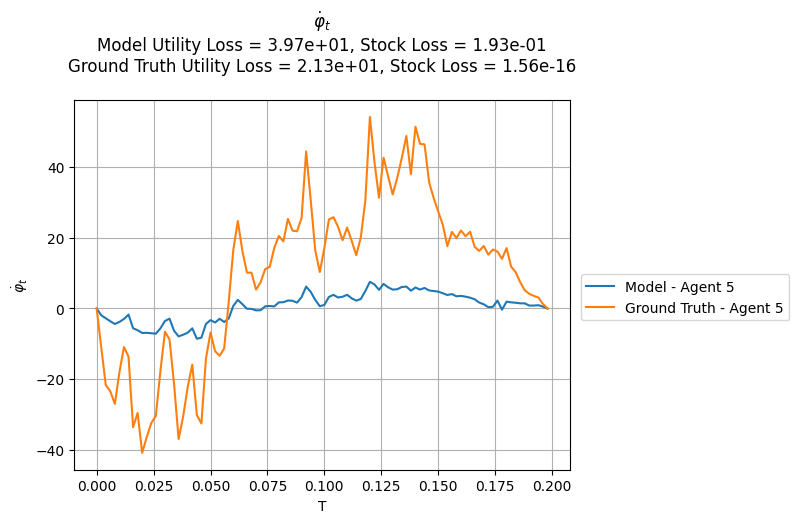 φ̇ₜ
Model Utility Loss = 3.97e+01, Stock Loss = 1.93e-01
Ground Truth Utility Loss = 2.13e+01, Stock Loss = 1.56e-16
40
20
0
−20
−40
φ̇ₜ
0.000 0.025 0.050 0.075 0.100 0.125 0.150 0.175 0.200
T
Model - Agent 5
Ground Truth - Agent 5